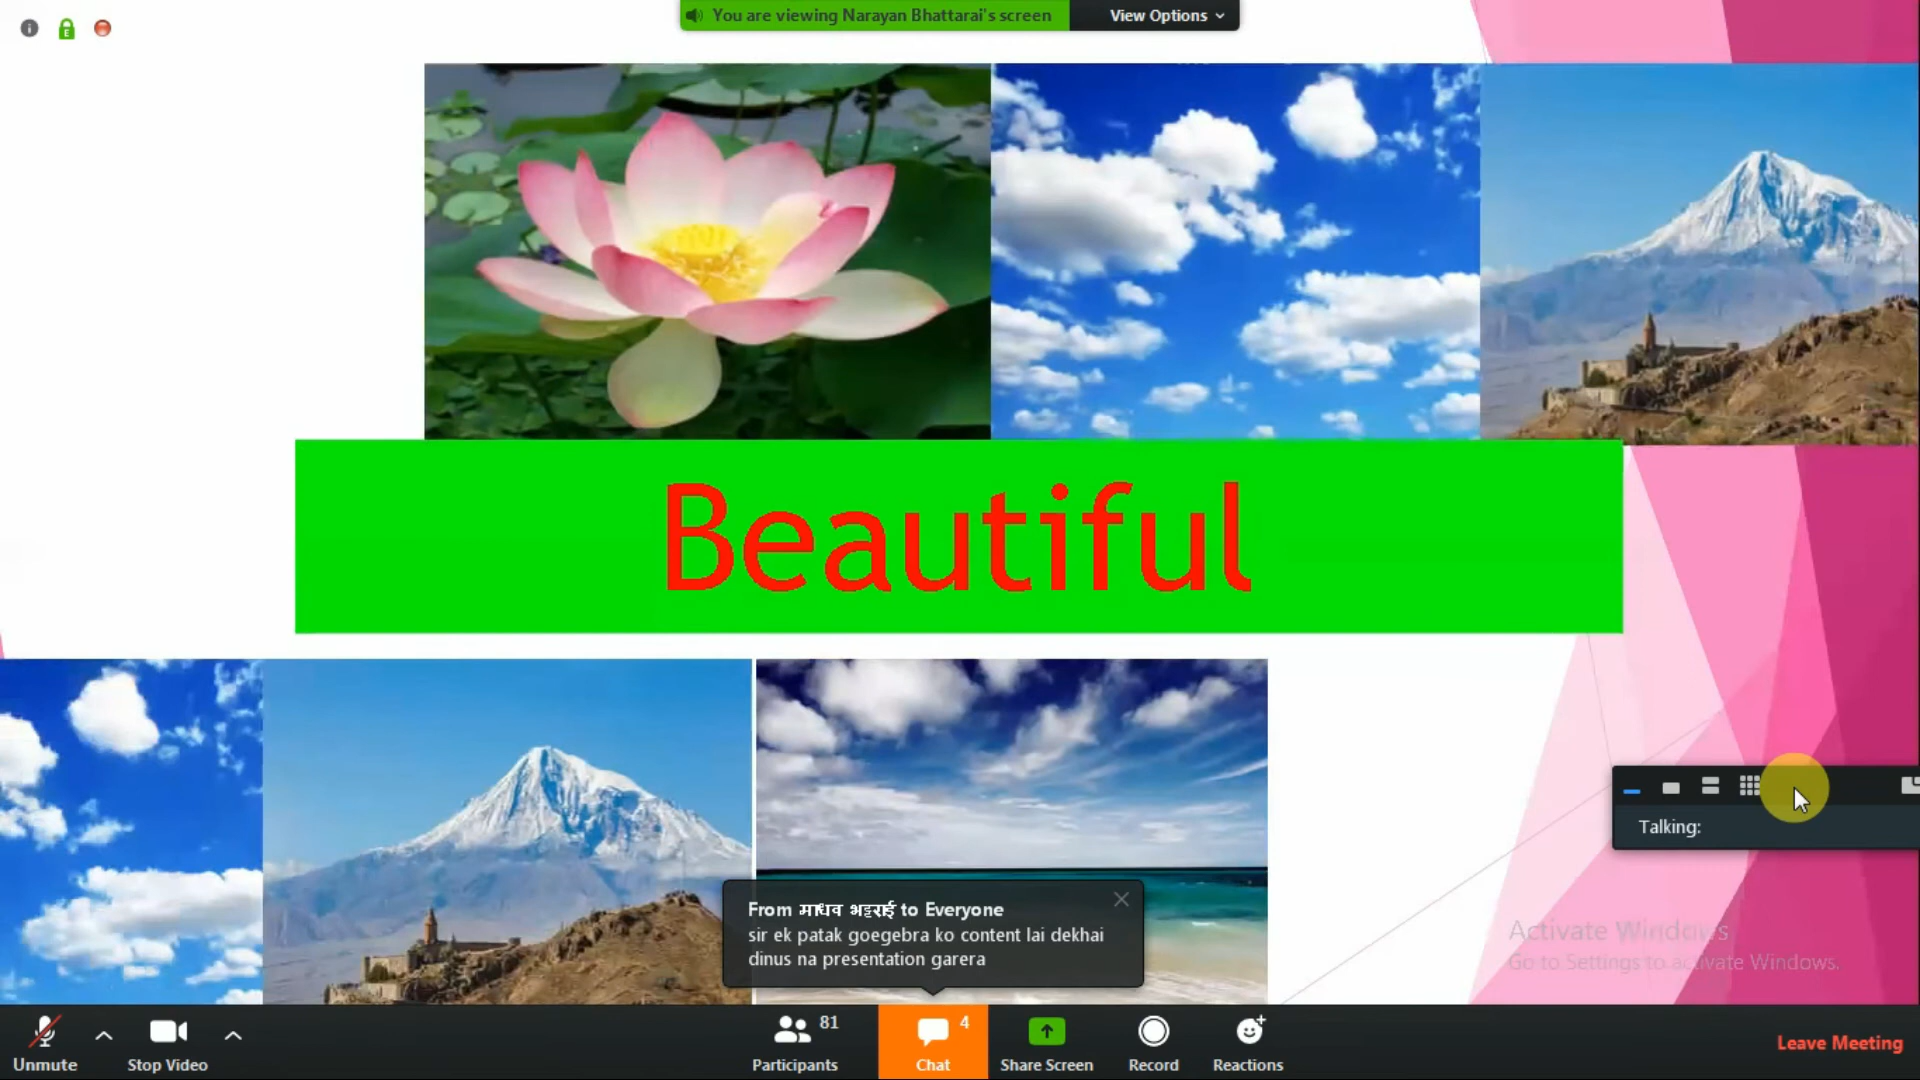 You are viewing Narayan Bhattarai's screen
View Options
Beautiful
Talking:
From माधव भट्टराई to Everyone
sir ek patak goegebra ko content lai dekhai
dinus na presentation garera
Activate Windows
Go to Settings to activate Windows.
Unmute
Stop Video
81
Participants
4
Chat
Share Screen
Record
Reactions
Leave Meeting